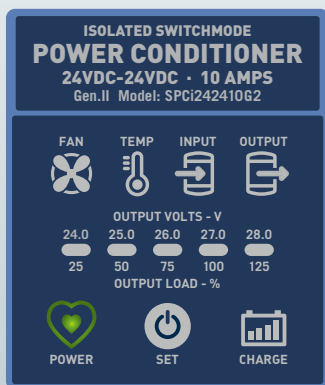 ISOLATED SWITCHMODE
POWER CONDITIONER
24VDC-24VDC · 10 AMPS
Gen.II Model: SPCi242410G2
FAN TEMP INPUT OUTPUT
OUTPUT VOLTS - V
24.0 25.0 26.0 27.0 28.0
25 50 75 100 125
OUTPUT LOAD - %
POWER SET CHARGE